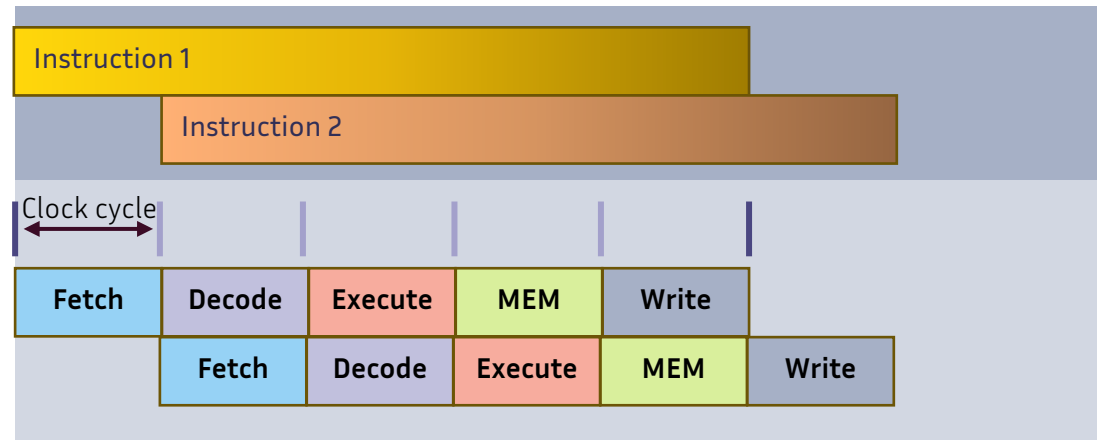 Instruction 1
Instruction 2
Clock cycle
Fetch Decode Execute MEM Write
Fetch Decode Execute MEM Write